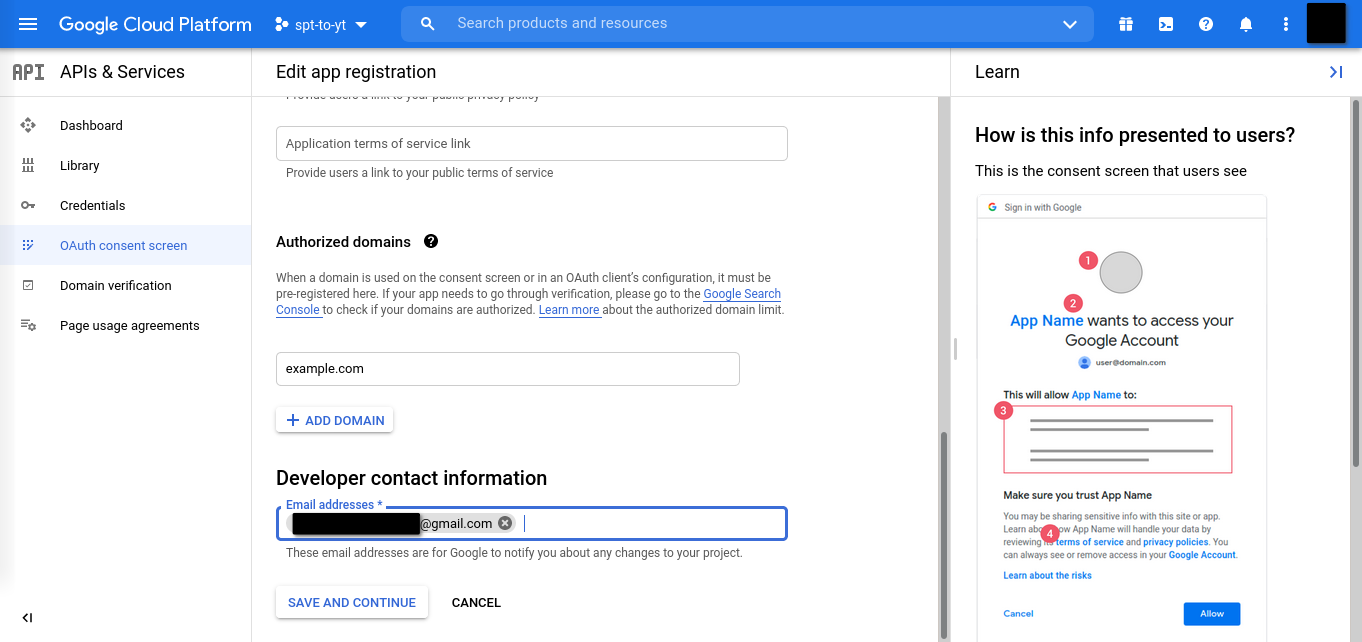 Google Cloud Platform
spt-to-yt
Search products and resources
API
APIs & Services
Dashboard
Library
Credentials
OAuth consent screen
Domain verification
Page usage agreements
Edit app registration
Provide users a link to your public privacy policy
Application terms of service link
Provide users a link to your public terms of service
Authorized domains
When a domain is used on the consent screen or in an OAuth client's configuration, it must be
pre-registered here. If your app needs to go through verification, please go to the Google Search
Console to check if your domains are authorized. Learn more about the authorized domain limit.
example.com
ADD DOMAIN
Developer contact information
Email addresses *
@gmail.com
These email addresses are for Google to notify you about any changes to your project.
SAVE AND CONTINUE CANCEL
Learn
How is this info presented to users?
This is the consent screen that users see
G Sign in with Google
1
2
App Name wants to access your
Google Account
user@domain.com
This will allow App Name to:
3
Make sure you trust App Name
You may be sharing sensitive info with this site or app.
Learn about how App Name will handle your data by
reviewing its terms of service and privacy policies. You
4
can always see or remove access in your Google Account.
Learn about the risks
Cancel
Allow